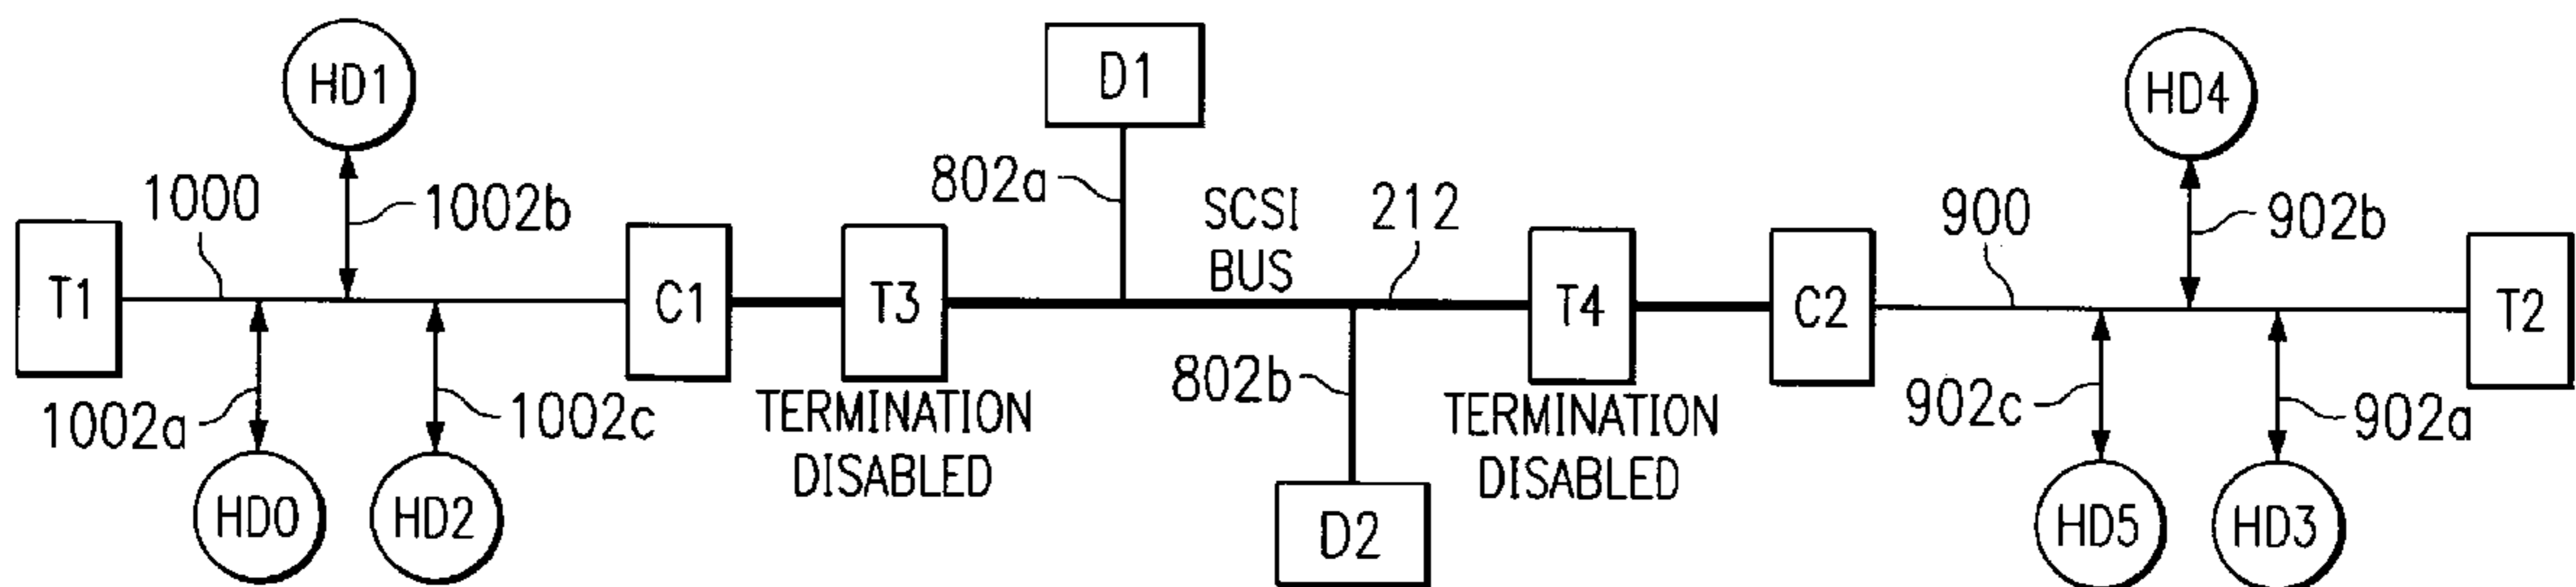 HD1
D1
HD4
802a
1000
1002b
SCSI
BUS
212
900
902b
T1
C1
T3
T4
C2
T2
802b
1002a
1002c
TERMINATION
DISABLED
TERMINATION
DISABLED
902c
902a
HD0
HD2
D2
HD5
HD3